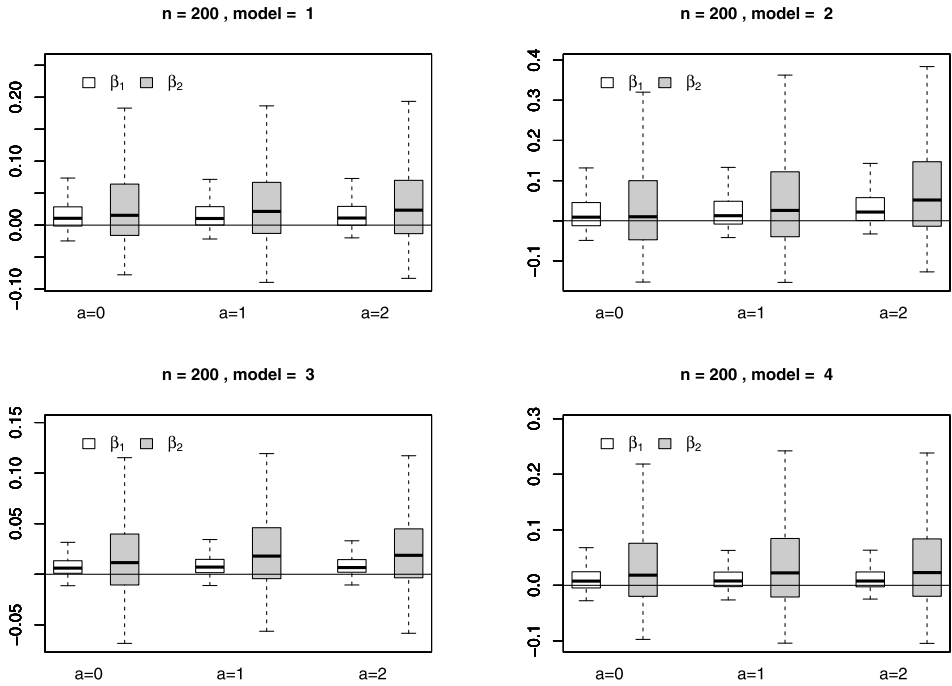 n = 200 , model = 1
β1 β2
0.20
0.10
0.00
−0.10
a=0 a=1 a=2
n = 200 , model = 2
β1 β2
0.4
0.3
0.2
0.1
−0.1
a=0 a=1 a=2
n = 200 , model = 3
β1 β2
0.15
0.10
0.05
−0.05
a=0 a=1 a=2
n = 200 , model = 4
β1 β2
0.3
0.2
0.1
0.0
−0.1
a=0 a=1 a=2